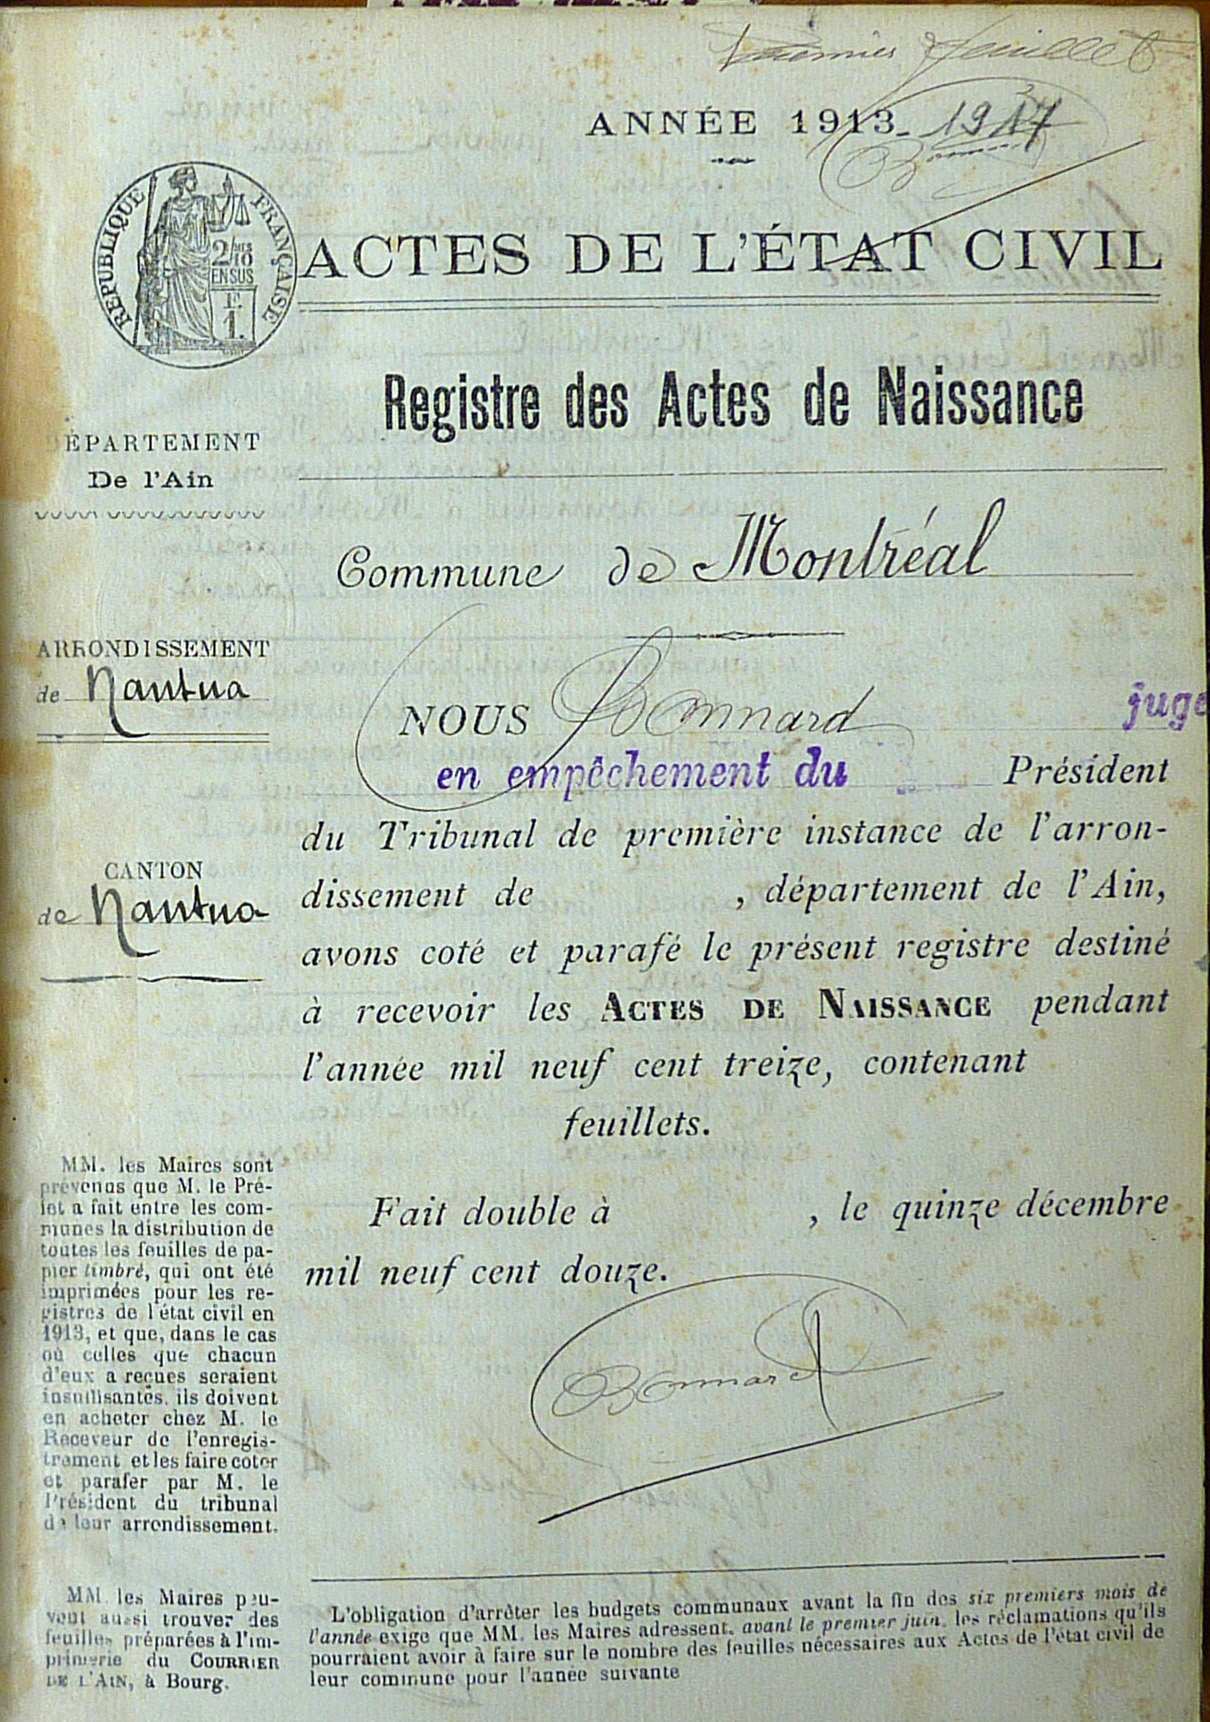 Premier feuillet
ANNÉE 1913 - 1917
Bonnard
RÉPUBLIQUE FRANÇAISE
2/10
EN SUS
1 F.
ACTES DE L'ÉTAT CIVIL
Registre des Actes de Naissance
DÉPARTEMENT
De l'Ain
Commune de Montréal
ARRONDISSEMENT
de Nantua
NOUS Bonnard juge
en empêchement du Président
du Tribunal de première instance de l'arron-
dissement de , département de l'Ain,
avons coté et parafé le présent registre destiné
à recevoir les ACTES DE NAISSANCE pendant
l'année mil neuf cent treize, contenant
feuillets.
CANTON
de Nantua
Fait double à , le quinze décembre
mil neuf cent douze.
Bonnard
MM. les Maires sont
prévenus que M. le Pré-
fet a fait entre les com-
munes la distribution de
toutes les feuilles de pa-
pier timbré, qui ont été
imprimées pour les re-
gistres de l'état civil en
1913, et que, dans le cas
où celles que chacun
d'eux a reçues seraient
insuffisantes, ils doivent
en acheter chez M. le
Receveur de l'enregis-
trement et les faire coter
et parafer par M. le
Président du tribunal
de leur arrondissement.
MM. les Maires peu-
vent aussi trouver des
feuilles préparées à l'im-
primerie du COURRIER
DE L'AIN, à Bourg.
L'obligation d'arrêter les budgets communaux avant la fin des six premiers mois de
l'année exige que MM. les Maires adressent, avant le premier juin, les réclamations qu'ils
pourraient avoir à faire sur le nombre des feuilles nécessaires aux Actes de l'état civil de
leur commune pour l'année suivante